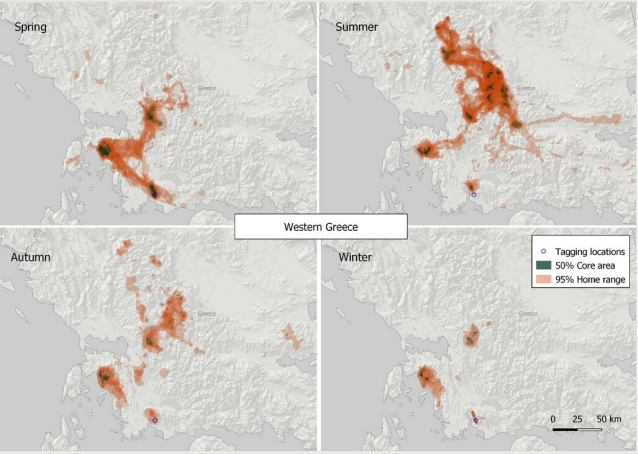 Spring
Summer
Greece
Greece
Western Greece
Autumn
Winter
Tagging locations
50% Core area
95% Home range
Greece
Greece
0 25 50 km